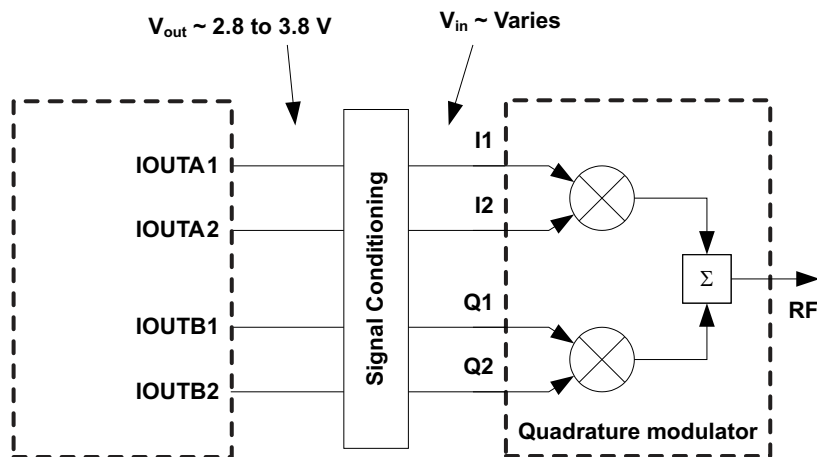 Vout ~ 2.8 to 3.8 V
Vin ~ Varies
IOUTA1
IOUTA2
IOUTB1
IOUTB2
Signal Conditioning
I1
I2
Q1
Q2
Σ
RF
Quadrature modulator